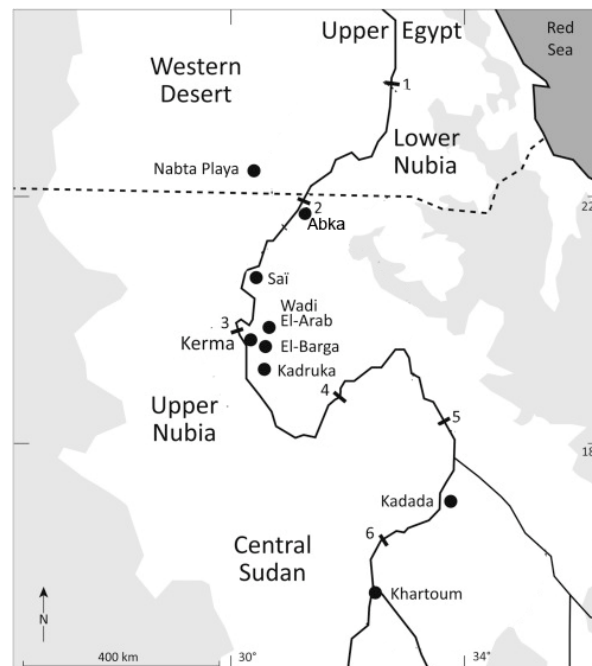 Upper Egypt
Red
Sea
Western
Desert
1
Lower
Nubia
Nabta Playa
2
22
Abka
Saï
Wadi
El-Arab
3
Kerma
El-Barga
Kadruka
4
Upper
Nubia
5
18
Kadada
6
Central
Sudan
Khartoum
N
400 km
30°
34°